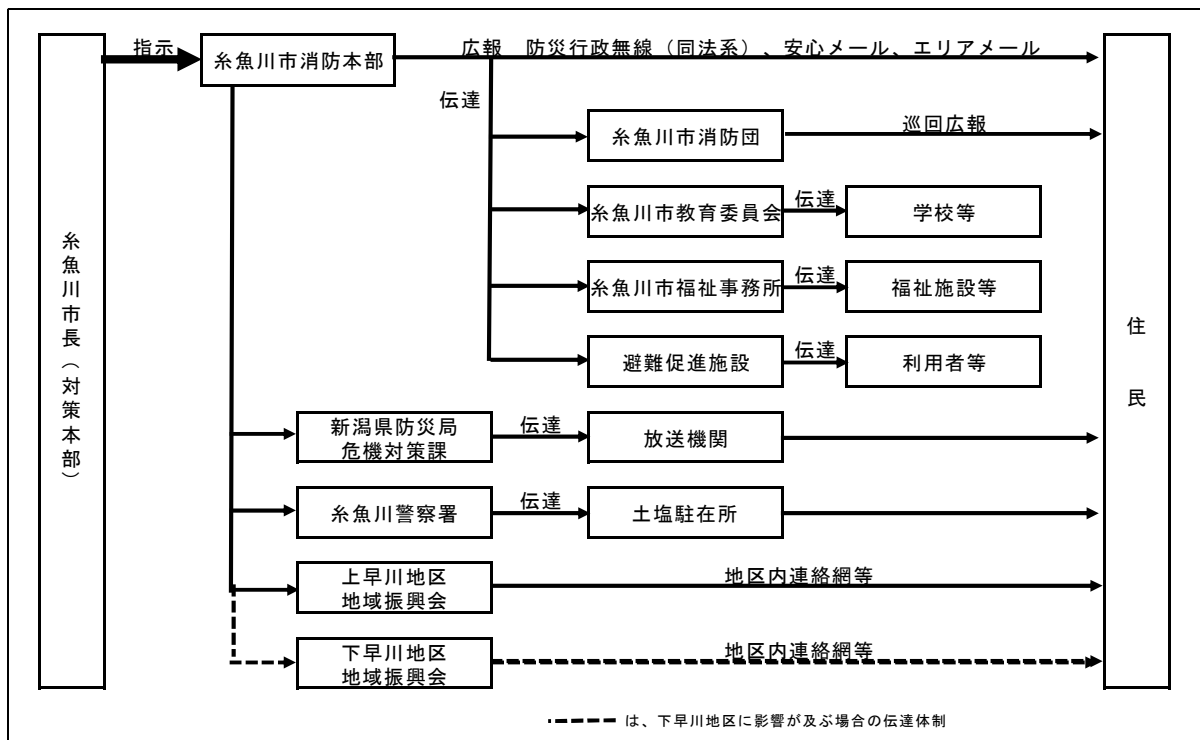 指示
糸魚川市消防本部
広報 防災行政無線（同法系）、安心メール、エリアメール
伝達
糸魚川市消防団
巡回広報
糸魚川市教育委員会
伝達
学校等
糸魚川市福祉事務所
伝達
福祉施設等
避難促進施設
伝達
利用者等
糸魚川市長（対策本部）
住民
新潟県防災局
危機対策課
伝達
放送機関
糸魚川警察署
伝達
土塩駐在所
上早川地区
地域振興会
地区内連絡網等
下早川地区
地域振興会
地区内連絡網等
は、下早川地区に影響が及ぶ場合の伝達体制